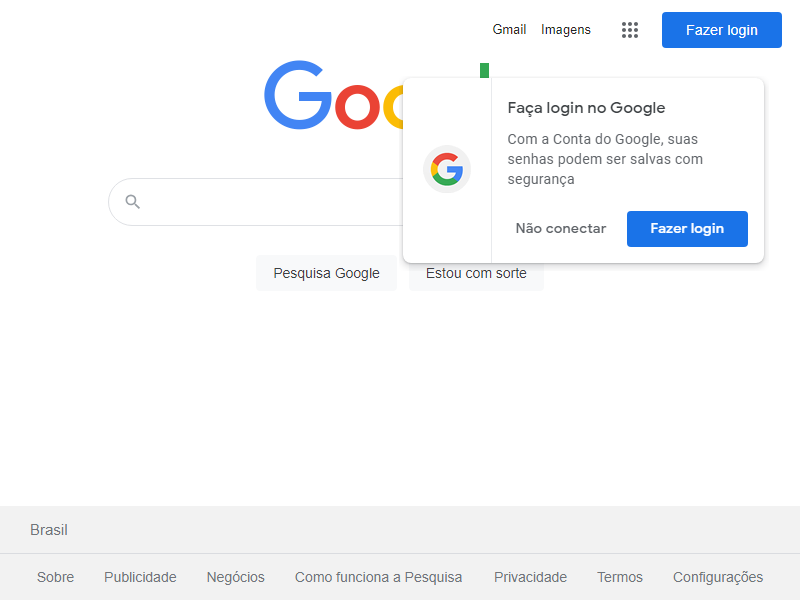 Gmail Imagens Fazer login
Goo
Faça login no Google
Com a Conta do Google, suas
senhas podem ser salvas com
segurança
Não conectar Fazer login
Pesquisa Google Estou com sorte
Brasil
Sobre Publicidade Negócios Como funciona a Pesquisa Privacidade Termos Configurações